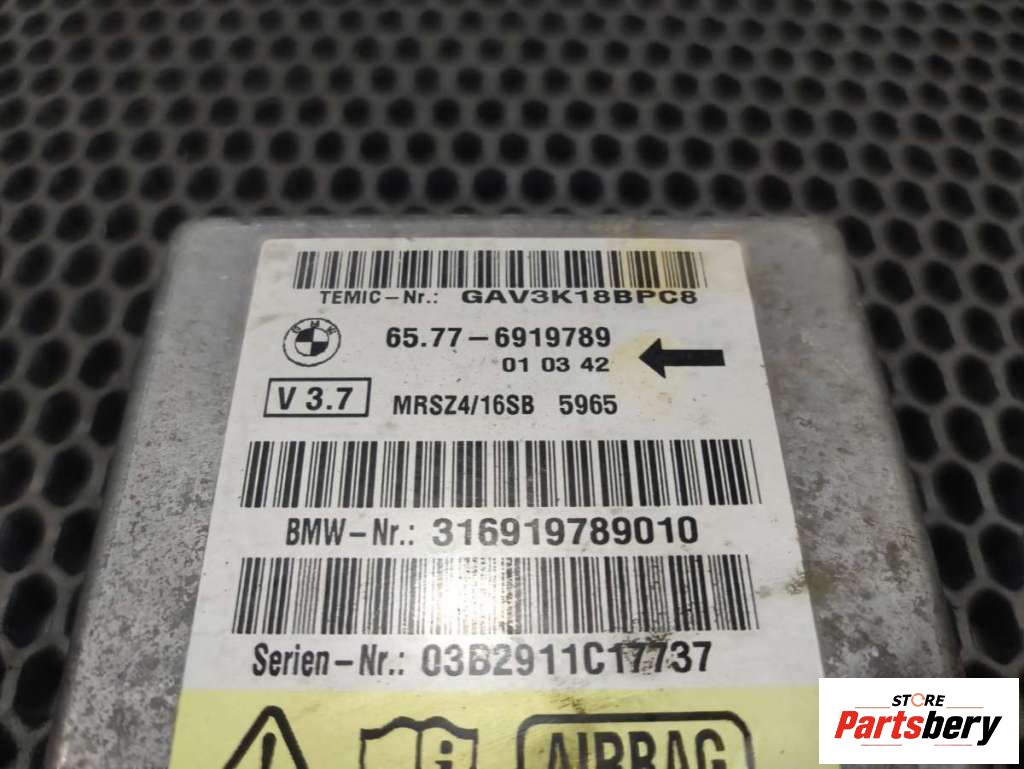 TEMIC-Nr.: GAV3K18BPC8
BMW
65.77-6919789
01 03 42
V 3.7
MRSZ4/16SB 5965
BMW-Nr.: 316919789010
Serien-Nr.: 03B2911C17737
AIRBAG
STORE
Partsbery